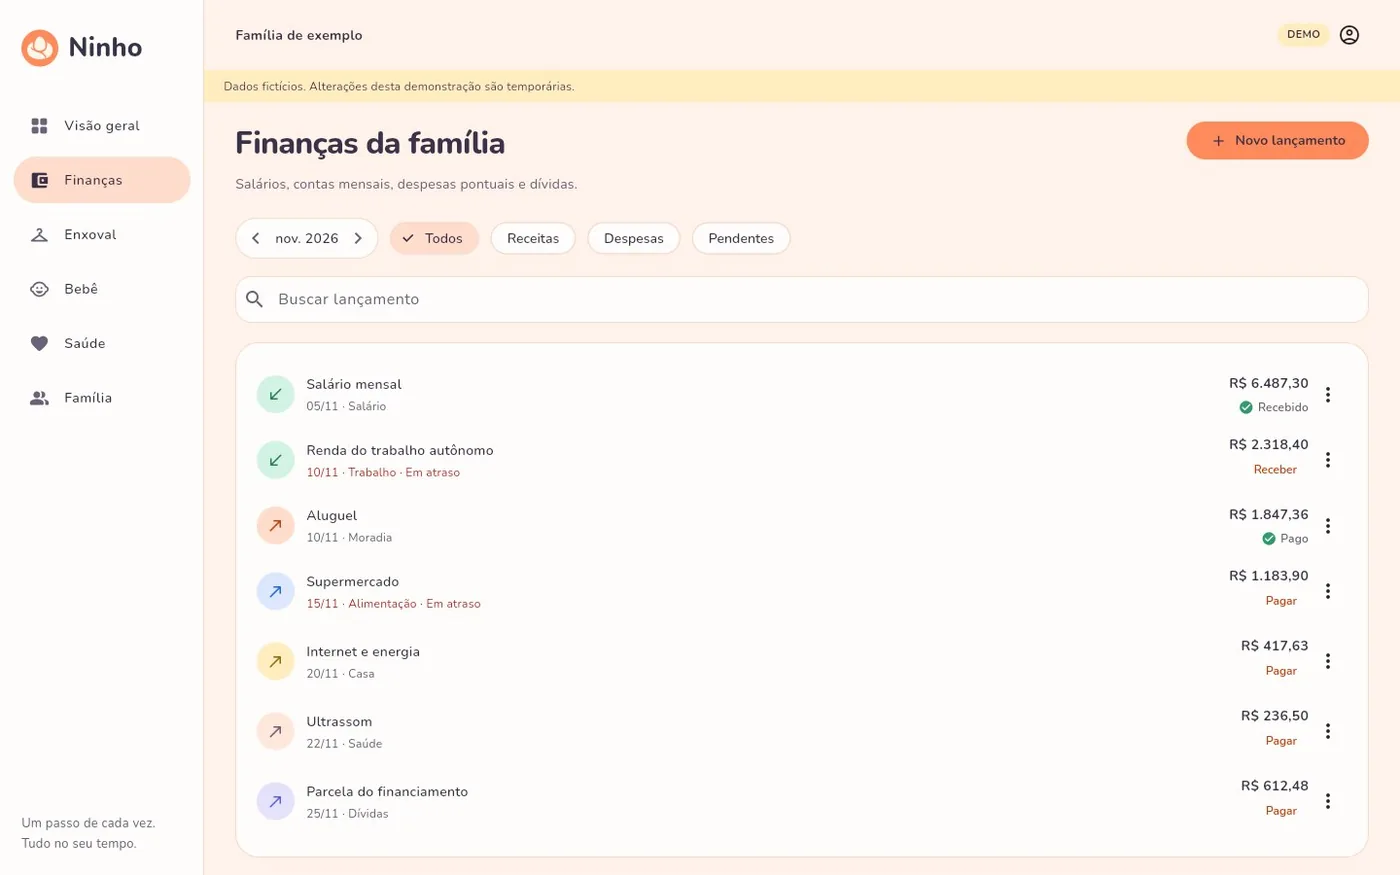 Ninho
Família de exemplo
DEMO
Dados fictícios. Alterações desta demonstração são temporárias.
Visão geral
Finanças
Enxoval
Bebê
Saúde
Família
Um passo de cada vez.
Tudo no seu tempo.
Finanças da família
Novo lançamento
Salários, contas mensais, despesas pontuais e dívidas.
nov. 2026
Todos
Receitas
Despesas
Pendentes
Buscar lançamento
Salário mensal
05/11 · Salário
R$ 6.487,30
Recebido
Renda do trabalho autônomo
10/11 · Trabalho · Em atraso
R$ 2.318,40
Receber
Aluguel
10/11 · Moradia
R$ 1.847,36
Pago
Supermercado
15/11 · Alimentação · Em atraso
R$ 1.183,90
Pagar
Internet e energia
20/11 · Casa
R$ 417,63
Pagar
Ultrassom
22/11 · Saúde
R$ 236,50
Pagar
Parcela do financiamento
25/11 · Dívidas
R$ 612,48
Pagar